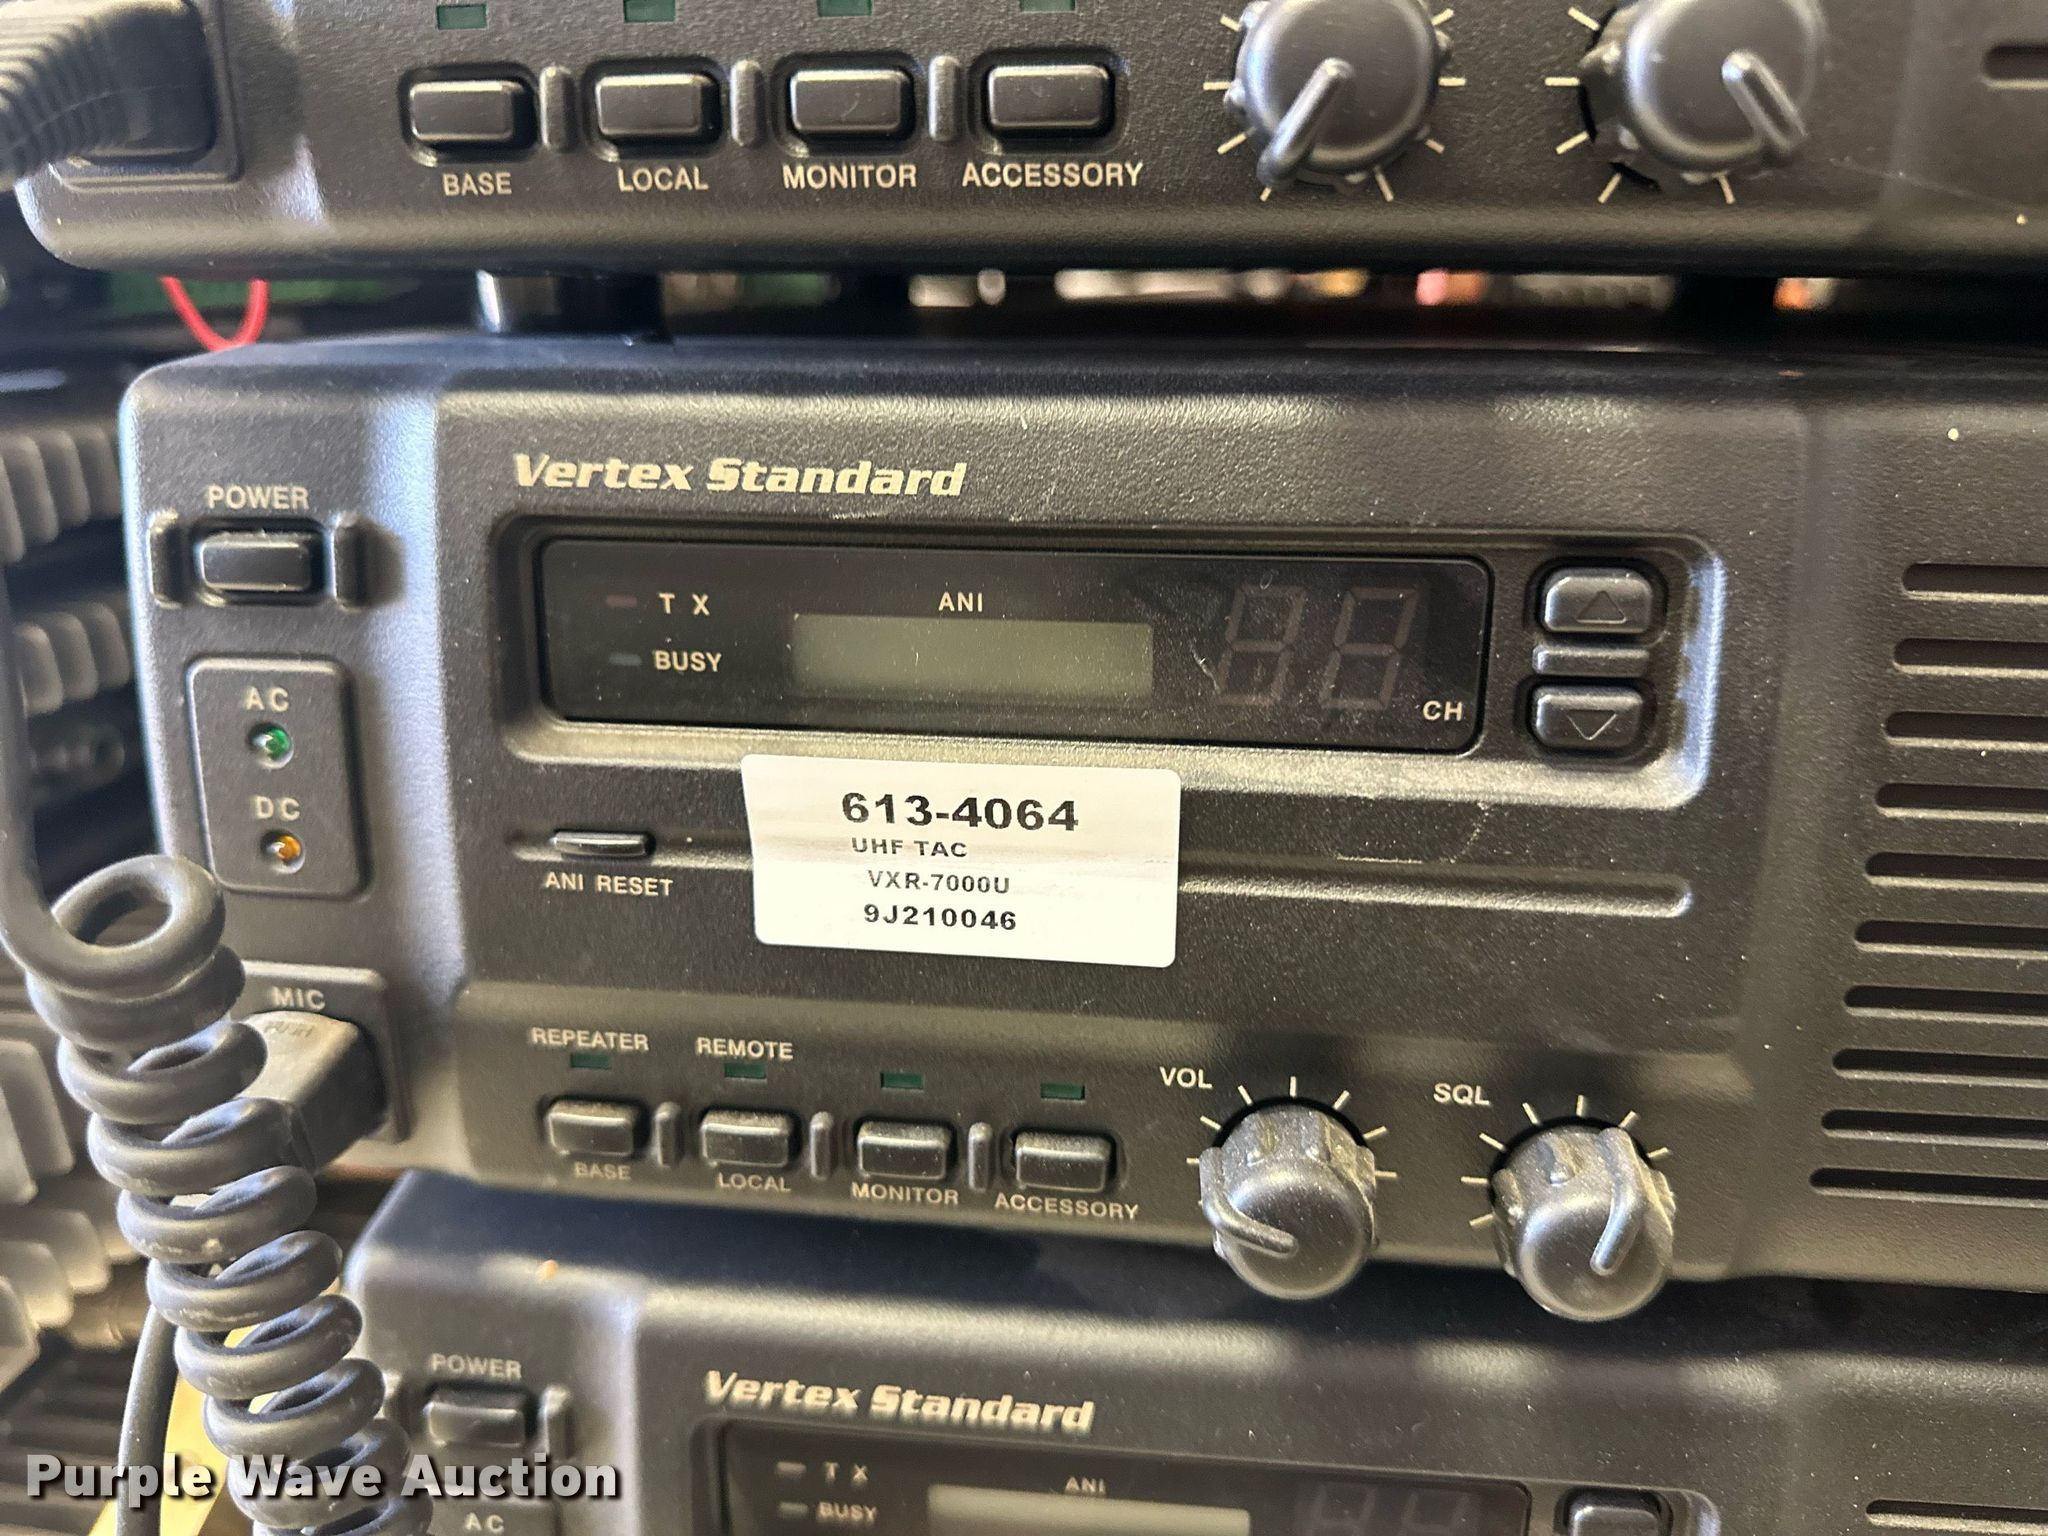 BASE LOCAL MONITOR ACCESSORY
Vertex Standard
POWER
T X
ANI
BUSY
CH
AC
DC
613-4064
UHF TAC
VXR-7000U
9J210046
ANI RESET
MIC
REPEATER REMOTE
VOL
SQL
BASE LOCAL MONITOR ACCESSORY
POWER
Vertex Standard
T X
ANI
BUSY
AC
Purple Wave Auction